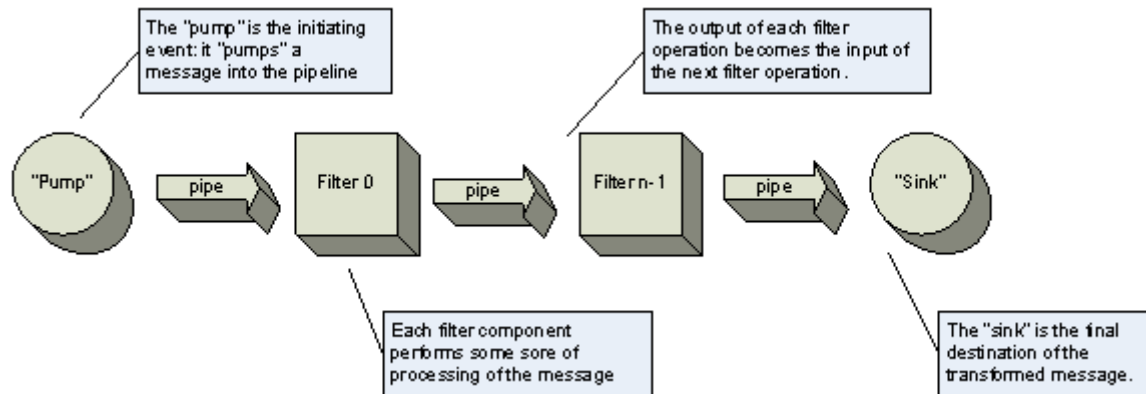 The "pump" is the initiating
event: it "pumps" a
message into the pipeline
The output of each filter
operation becomes the input of
the next filter operation.
"Pump"
pipe
Filter 0
pipe
Filter n-1
pipe
"Sink"
Each filter component
performs some sore of
processing of the message
The "sink" is the final
destination of the
transformed message.